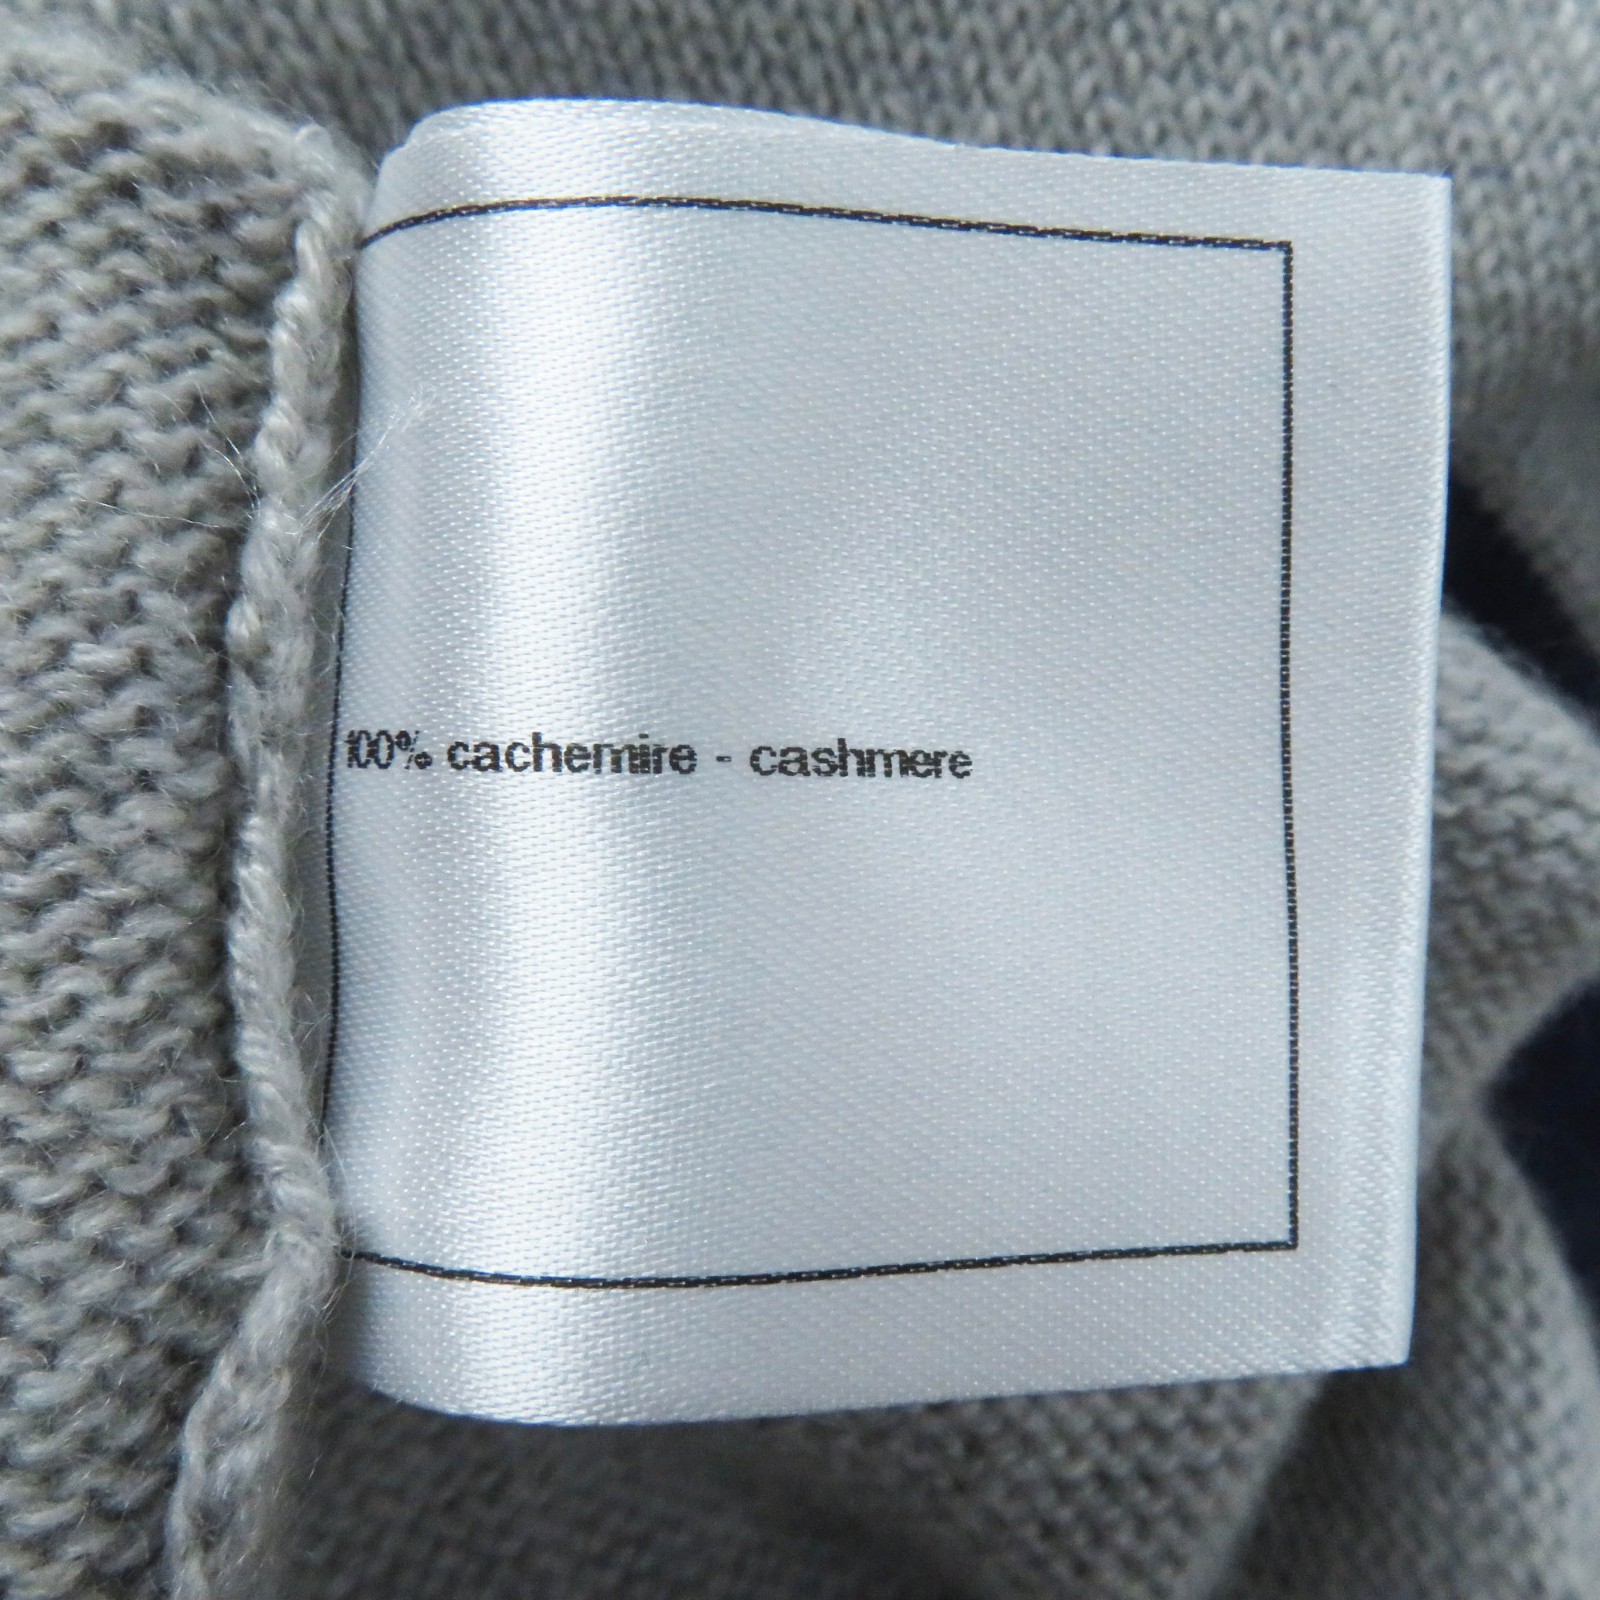 100% cachemire - cashmere